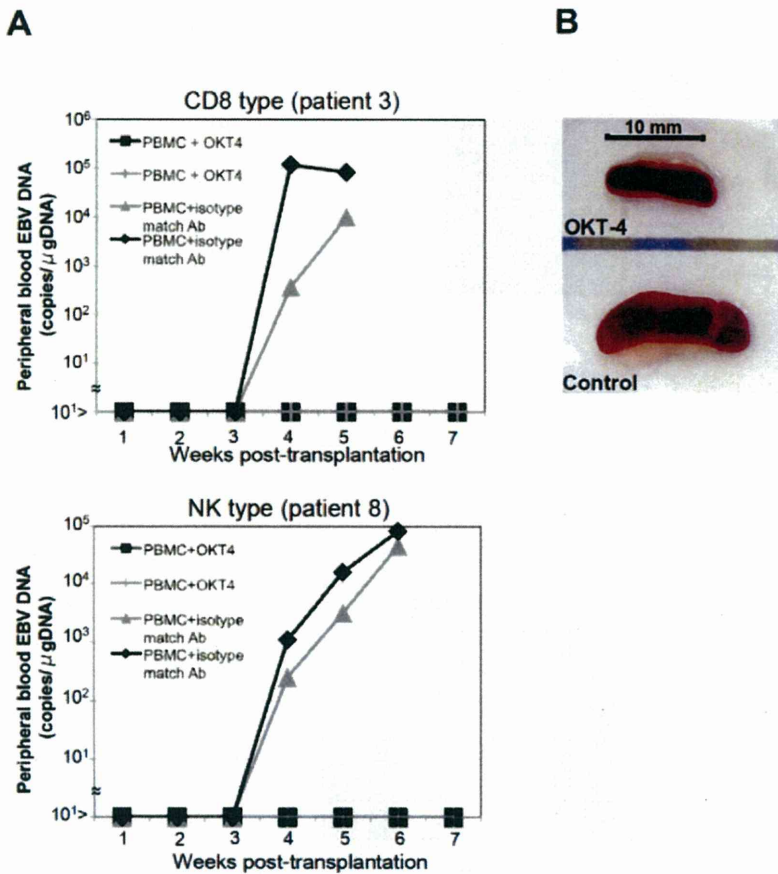 A
CD8 type (patient 3)
Peripheral blood EBV DNA
(copies/μgDNA)
10⁶
10⁵
10⁴
10³
10²
10¹
10¹>
PBMC + OKT4
PBMC + OKT4
PBMC+isotype
match Ab
PBMC+isotype
match Ab
1 2 3 4 5 6 7
Weeks post-transplantation
NK type (patient 8)
Peripheral blood EBV DNA
(copies/μgDNA)
10⁵
10⁴
10³
10²
10¹
10¹>
PBMC+OKT4
PBMC+OKT4
PBMC+isotype
match Ab
PBMC+isotype
match Ab
1 2 3 4 5 6 7
Weeks post-transplantation
B
10 mm
OKT-4
Control